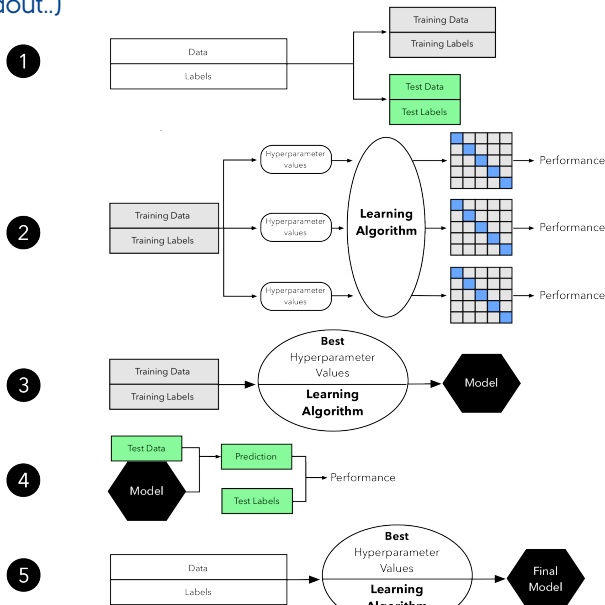 dout..)
1
Data
Labels
Training Data
Training Labels
Test Data
Test Labels
2
Training Data
Training Labels
Hyperparameter
values
Hyperparameter
values
Hyperparameter
values
Learning
Algorithm
Performance
Performance
Performance
3
Training Data
Training Labels
Best
Hyperparameter
Values
Learning
Algorithm
Model
4
Test Data
Model
Prediction
Test Labels
Performance
5
Data
Labels
Best
Hyperparameter
Values
Learning
Algorithm
Final
Model